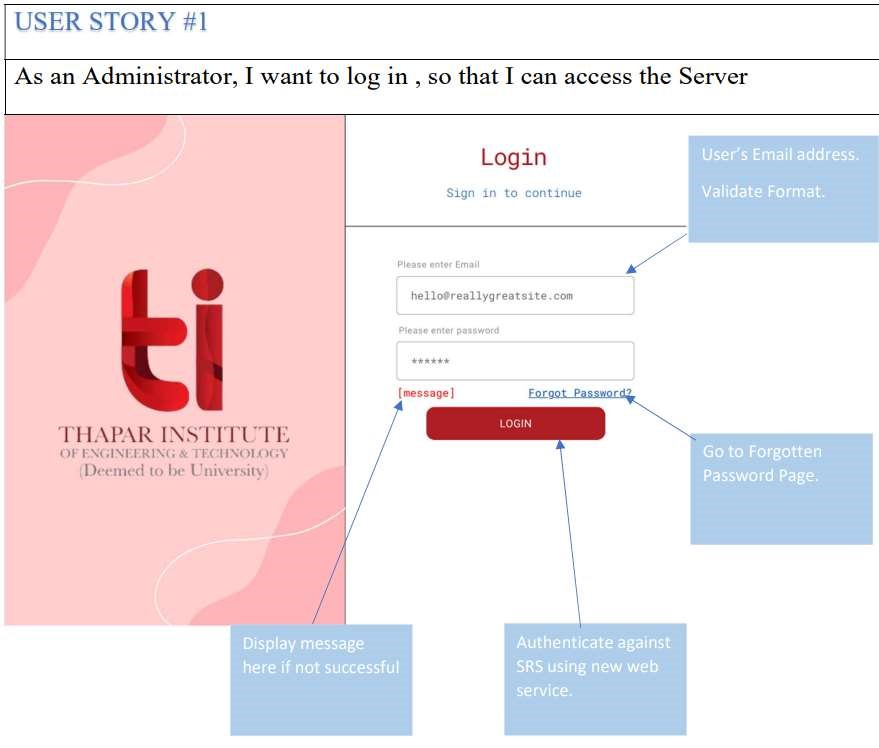 USER STORY #1
As an Administrator, I want to log in , so that I can access the Server
ti
THAPAR INSTITUTE
OF ENGINEERING & TECHNOLOGY
(Deemed to be University)
Login
Sign in to continue
Please enter Email
hello@reallygreatsite.com
Please enter password
******
[message]
Forgot Password?
LOGIN
User's Email address.
Validate Format.
Go to Forgotten
Password Page.
Display message
here if not successful
Authenticate against
SRS using new web
service.